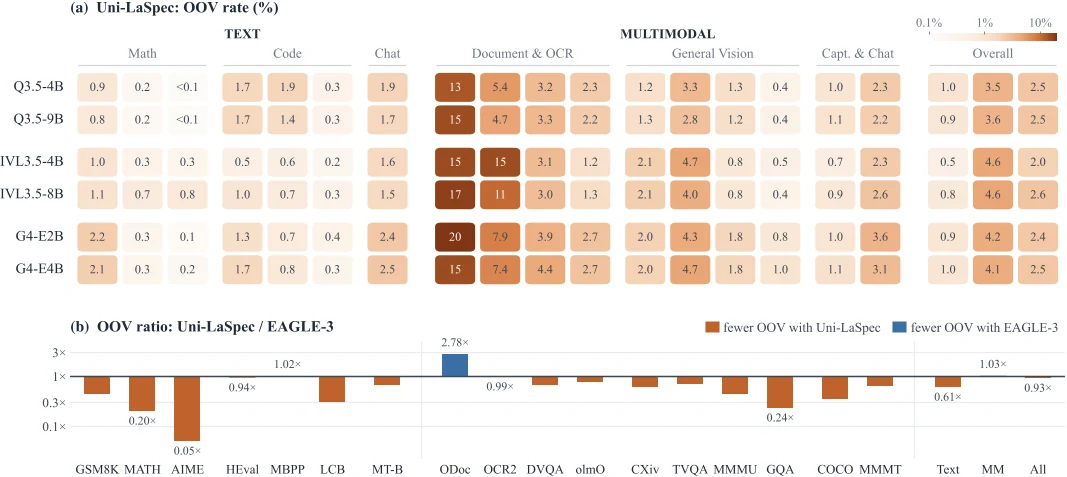 (a) Uni-LaSpec: OOV rate (%)
0.1% 1% 10%
TEXT MULTIMODAL
Math Code Chat Document & OCR General Vision Capt. & Chat Overall
Q3.5-4B 0.9 0.2 <0.1 1.7 1.9 0.3 1.9 13 5.4 3.2 2.3 1.2 3.3 1.3 0.4 1.0 2.3 1.0 3.5 2.5
Q3.5-9B 0.8 0.2 <0.1 1.7 1.4 0.3 1.7 15 4.7 3.3 2.2 1.3 2.8 1.2 0.4 1.1 2.2 0.9 3.6 2.5
IVL3.5-4B 1.0 0.3 0.3 0.5 0.6 0.2 1.6 15 15 3.1 1.2 2.1 4.7 0.8 0.5 0.7 2.3 0.5 4.6 2.0
IVL3.5-8B 1.1 0.7 0.8 1.0 0.7 0.3 1.5 17 11 3.0 1.3 2.1 4.0 0.8 0.4 0.9 2.6 0.8 4.6 2.6
G4-E2B 2.2 0.3 0.1 1.3 0.7 0.4 2.4 20 7.9 3.9 2.7 2.0 4.3 1.8 0.8 1.0 3.6 0.9 4.2 2.4
G4-E4B 2.1 0.3 0.2 1.7 0.8 0.3 2.5 15 7.4 4.4 2.7 2.0 4.7 1.8 1.0 1.1 3.1 1.0 4.1 2.5
(b) OOV ratio: Uni-LaSpec / EAGLE-3
fewer OOV with Uni-LaSpec fewer OOV with EAGLE-3
2.78×
3×
1.02× 1.03×
1×
0.94× 0.99× 0.93×
0.61×
0.3×
0.20× 0.24×
0.1×
0.05×
GSM8K MATH AIME HEval MBPP LCB MT-B ODoc OCR2 DVQA olmO CXiv TVQA MMMU GQA COCO MMMT Text MM All